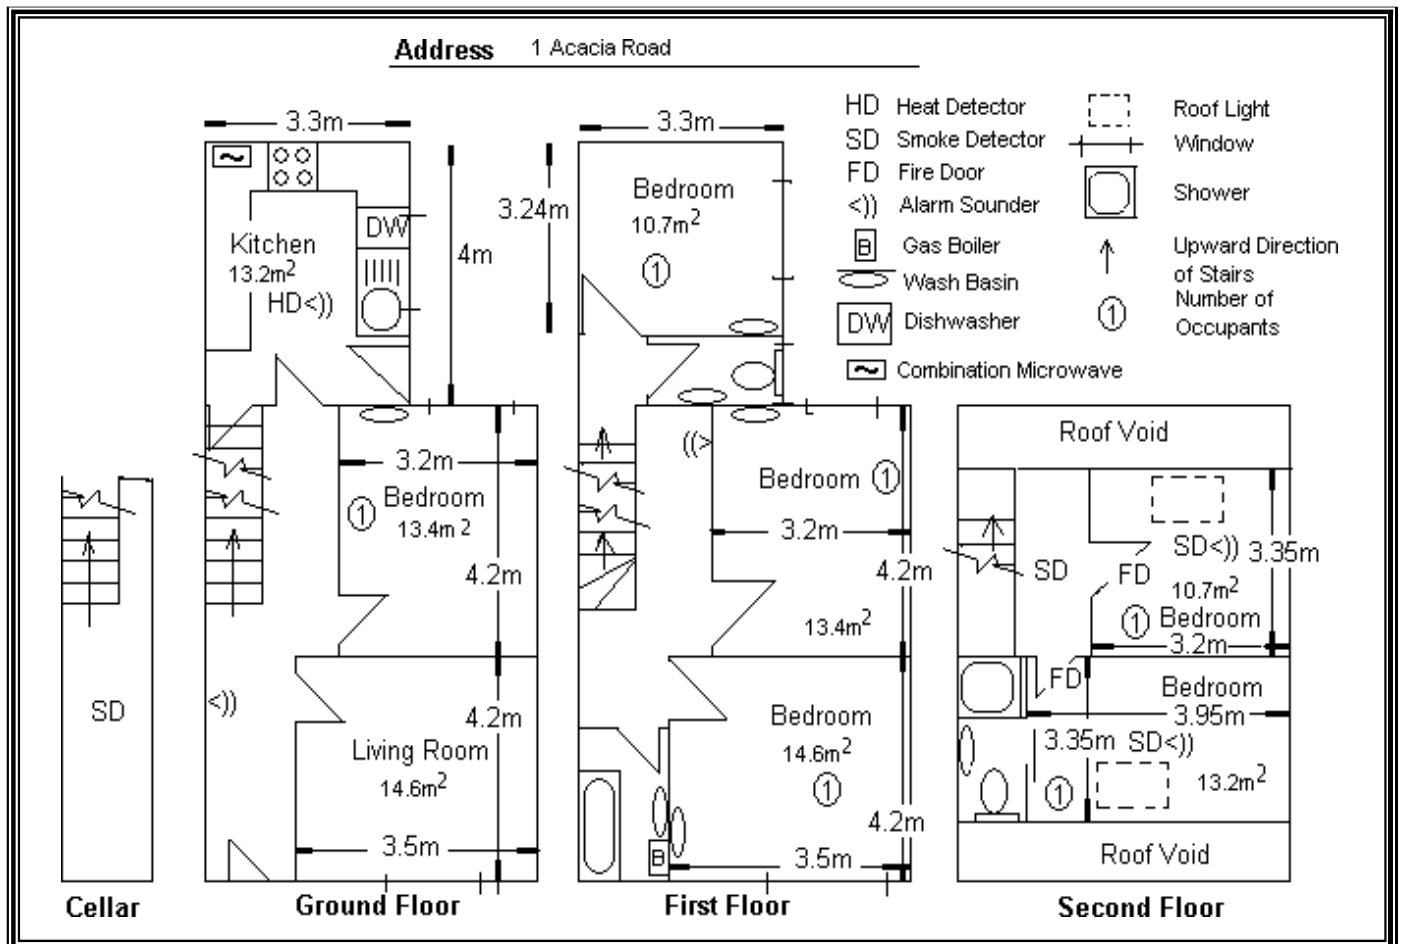 Address 1 Acacia Road
HD Heat Detector
SD Smoke Detector
FD Fire Door
<)) Alarm Sounder
B Gas Boiler
Wash Basin
DW Dishwasher
~ Combination Microwave
Roof Light
Window
Shower
Upward Direction
of Stairs
1 Number of
Occupants
SD
Cellar
3.3m
4m
DW
Kitchen
13.2m²
HD<))
3.2m
Bedroom
1
13.4m²
4.2m
<))
4.2m
Living Room
14.6m²
3.5m
Ground Floor
3.3m
3.24m
Bedroom
10.7m²
1
((>
Bedroom 1
3.2m
4.2m
13.4m²
Bedroom
14.6m²
1
4.2m
B
3.5m
First Floor
Roof Void
SD<))
3.35m
SD
FD
10.7m²
1 Bedroom
3.2m
FD
Bedroom
3.95m
3.35m SD<))
1
13.2m²
Roof Void
Second Floor